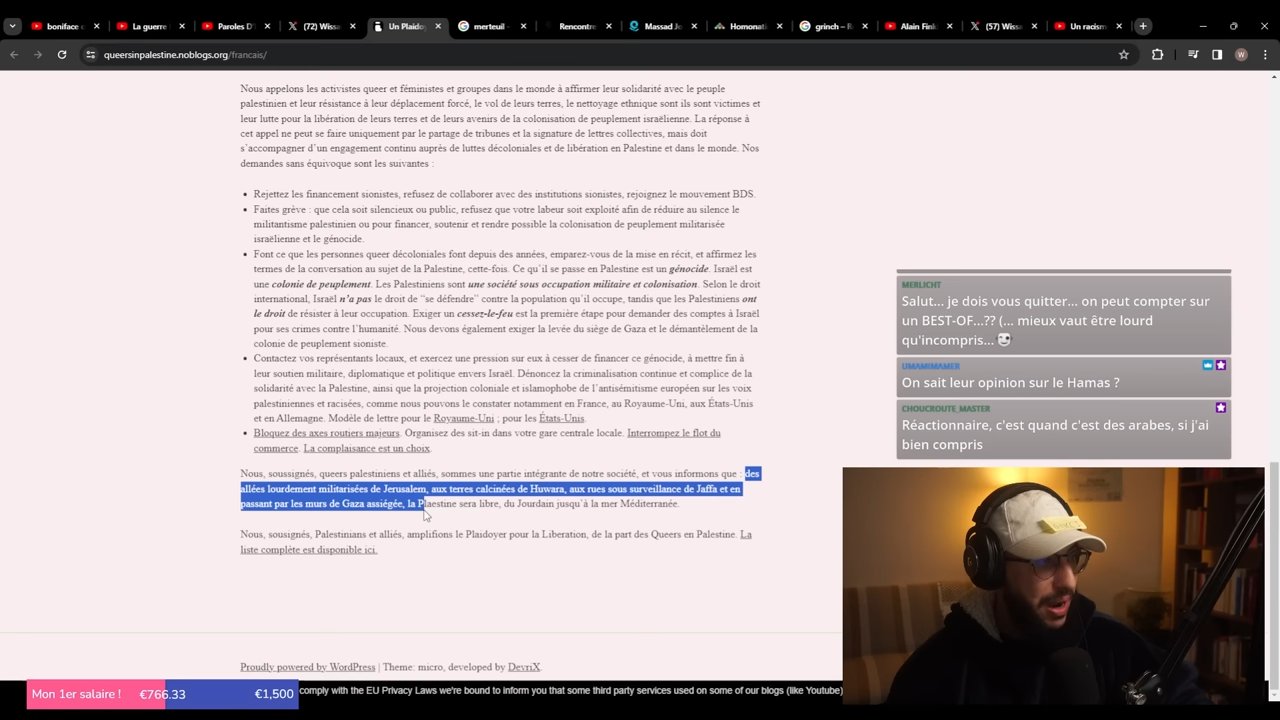 boniface c
La guerre
Paroles D'
(72) Wissa
Un Plaido
merteuil -
Rencontre
Massad Jo
Homonati
grinch – R
Alain Fink
(57) Wissa
Un racism
queersinpalestine.noblogs.org/francais/
Nous appelons les activistes queer et féministes et groupes dans le monde à affirmer leur solidarité avec le peuple
palestinien et leur résistance à leur déplacement forcé, le vol de leurs terres, le nettoyage ethnique sont ils sont victimes et
leur lutte pour la libération de leurs terres et de leurs avenirs de la colonisation de peuplement israélienne. La réponse à
cet appel ne peut se faire uniquement par le partage de tribunes et la signature de lettres collectives, mais doit
s'accompagner d'un engagement continu auprès de luttes décoloniales et de libération en Palestine et dans le monde. Nos
demandes sans équivoque sont les suivantes :
• Rejettez les financement sionistes, refusez de collaborer avec des institutions sionistes, rejoignez le mouvement BDS.
• Faites grève : que cela soit silencieux ou public, refusez que votre labeur soit exploité afin de réduire au silence le
militantisme palestinien ou pour financer, soutenir et rendre possible la colonisation de peuplement militarisée
israélienne et le génocide.
• Font ce que les personnes queer décoloniales font depuis des années, emparez-vous de la mise en récit, et affirmez les
termes de la conversation au sujet de la Palestine, cette-fois. Ce qu'il se passe en Palestine est un génocide. Israël est
une colonie de peuplement. Les Palestiniens sont une société sous occupation militaire et colonisation. Selon le droit
international, Israël n'a pas le droit de "se défendre" contre la population qu'il occupe, tandis que les Palestiniens ont
le droit de résister à leur occupation. Exiger un cessez-le-feu est la première étape pour demander des comptes à Israël
pour ses crimes contre l'humanité. Nous devons également exiger la levée du siège de Gaza et le démantèlement de la
colonie de peuplement sioniste.
• Contactez vos représentants locaux, et exercez une pression sur eux à cesser de financer ce génocide, à mettre fin à
leur soutien militaire, diplomatique et politique envers Israël. Dénoncez la criminalisation continue et complice de la
solidarité avec la Palestine, ainsi que la projection coloniale et islamophobe de l'antisémitisme européen sur les voix
palestiniennes et racisées, comme nous pouvons le constater notamment en France, au Royaume-Uni, aux États-Unis
et en Allemagne. Modèle de lettre pour le Royaume-Uni ; pour les États-Unis.
• Bloquez des axes routiers majeurs. Organisez des sit-in dans votre gare centrale locale. Interrompez le flot du
commerce. La complaisance est un choix.
Nous, soussignés, queers palestiniens et alliés, sommes une partie intégrante de notre société, et vous informons que : des
allées lourdement militarisées de Jerusalem, aux terres calcinées de Huwara, aux rues sous surveillance de Jaffa et en
passant par les murs de Gaza assiégée, la Plaestine sera libre, du Jourdain jusqu'à la mer Méditerranée.
Nous, sousignés, Palestinians et alliés, amplifions le Plaidoyer pour la Liberation, de la part des Queers en Palestine. La
liste complète est disponible ici.
Proudly powered by WordPress | Theme: micro, developed by DevriX.
comply with the EU Privacy Laws we're bound to inform you that some third party services used on some of our blogs (like Youtube)
Mon 1er salaire ! €766.33 €1,500
MERLICHT
Salut... je dois vous quitter... on peut compter sur
un BEST-OF...?? (... mieux vaut être lourd
qu'incompris...
UMAMIMAMER
On sait leur opinion sur le Hamas ?
CHOUCROUTE_MASTER
Réactionnaire, c'est quand c'est des arabes, si j'ai
bien compris